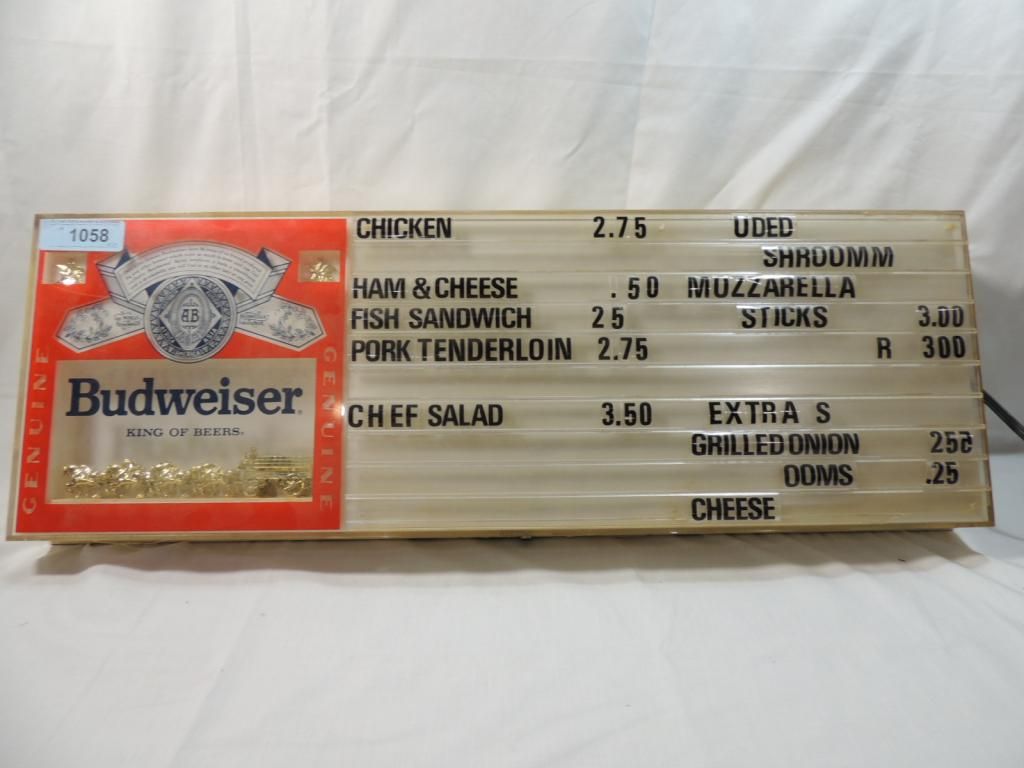 1058
GENUINE
Budweiser
KING OF BEERS
GENUINE
CHICKEN 2.75
HAM & CHEESE .50
FISH SANDWICH 25
PORK TENDERLOIN 2.75
CHEF SALAD 3.50
UDED
SHROOMM
MOZZARELLA
STICKS 3.00
R 300
EXTRA S
GRILLED ONION 25
OOMS .25
CHEESE